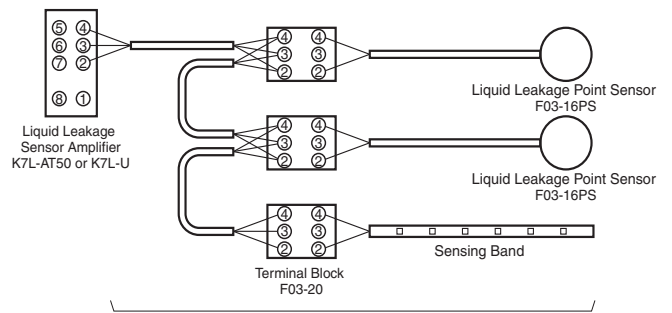 ⑤ ④
⑥ ③
⑦ ②
⑧ ①
Liquid Leakage
Sensor Amplifier
K7L-AT50 or K7L-U
④ ④
③ ③
② ②
Liquid Leakage Point Sensor
F03-16PS
④ ④
③ ③
② ②
Liquid Leakage Point Sensor
F03-16PS
④ ④
③ ③
② ②
Terminal Block
F03-20
Sensing Band